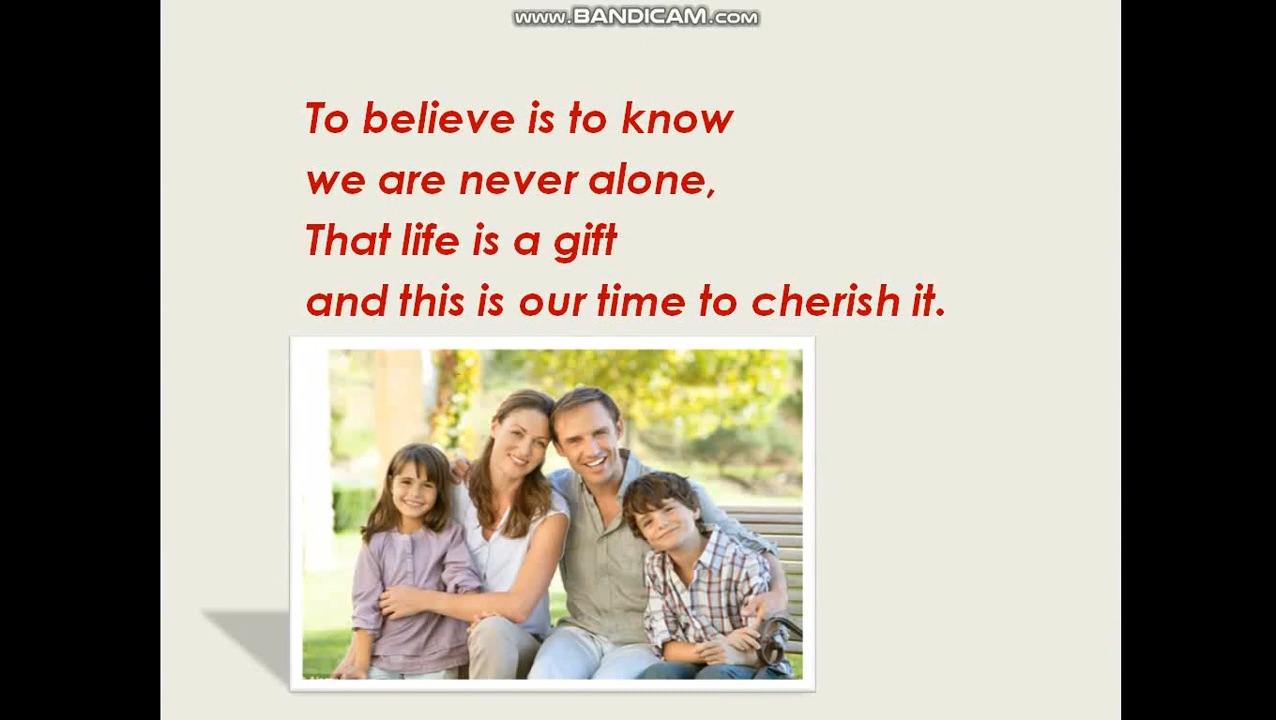 www.BANDICAM.com
To believe is to know
we are never alone,
That life is a gift
and this is our time to cherish it.